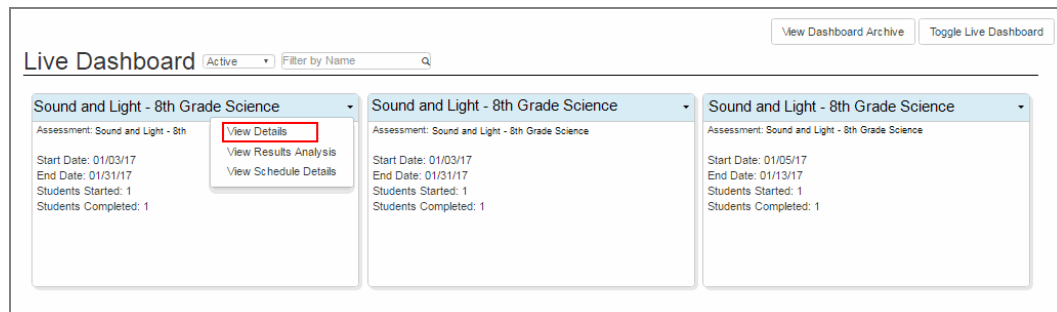 View Dashboard Archive Toggle Live Dashboard
Live Dashboard Active Filter by Name
Sound and Light - 8th Grade Science
Assessment: Sound and Light - 8th
View Details
View Results Analysis
View Schedule Details
Start Date: 01/03/17
End Date: 01/31/17
Students Started: 1
Students Completed: 1
Sound and Light - 8th Grade Science
Assessment: Sound and Light - 8th Grade Science
Start Date: 01/03/17
End Date: 01/31/17
Students Started: 1
Students Completed: 1
Sound and Light - 8th Grade Science
Assessment: Sound and Light - 8th Grade Science
Start Date: 01/05/17
End Date: 01/13/17
Students Started: 1
Students Completed: 1